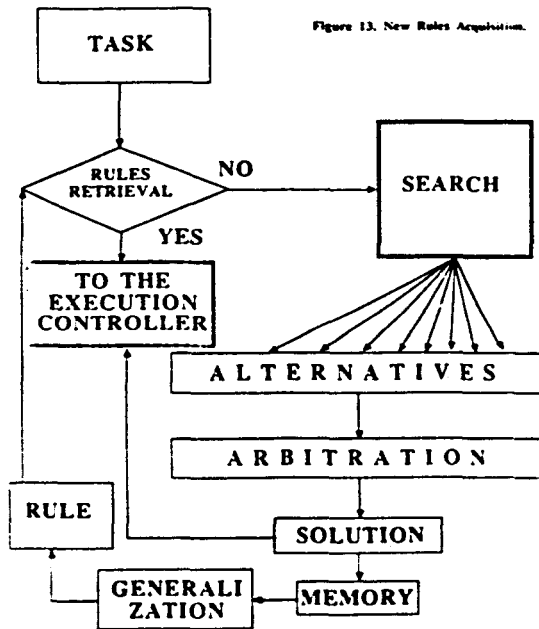 Figure 13. New Rules Acquisition.
TASK
RULES
RETRIEVAL
NO
SEARCH
YES
TO THE
EXECUTION
CONTROLLER
ALTERNATIVES
ARBITRATION
RULE
SOLUTION
GENERALI
ZATION
MEMORY